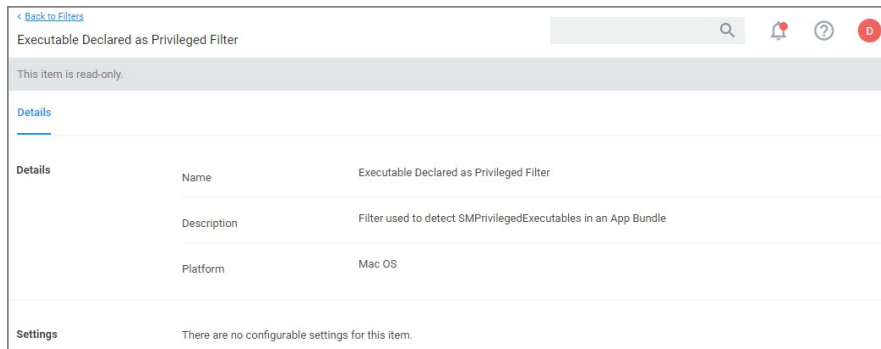 ‹ Back to Filters
Executable Declared as Privileged Filter
D
This item is read-only.
Details
Details
Name Executable Declared as Privileged Filter
Description Filter used to detect SMPrivilegedExecutables in an App Bundle
Platform Mac OS
Settings There are no configurable settings for this item.